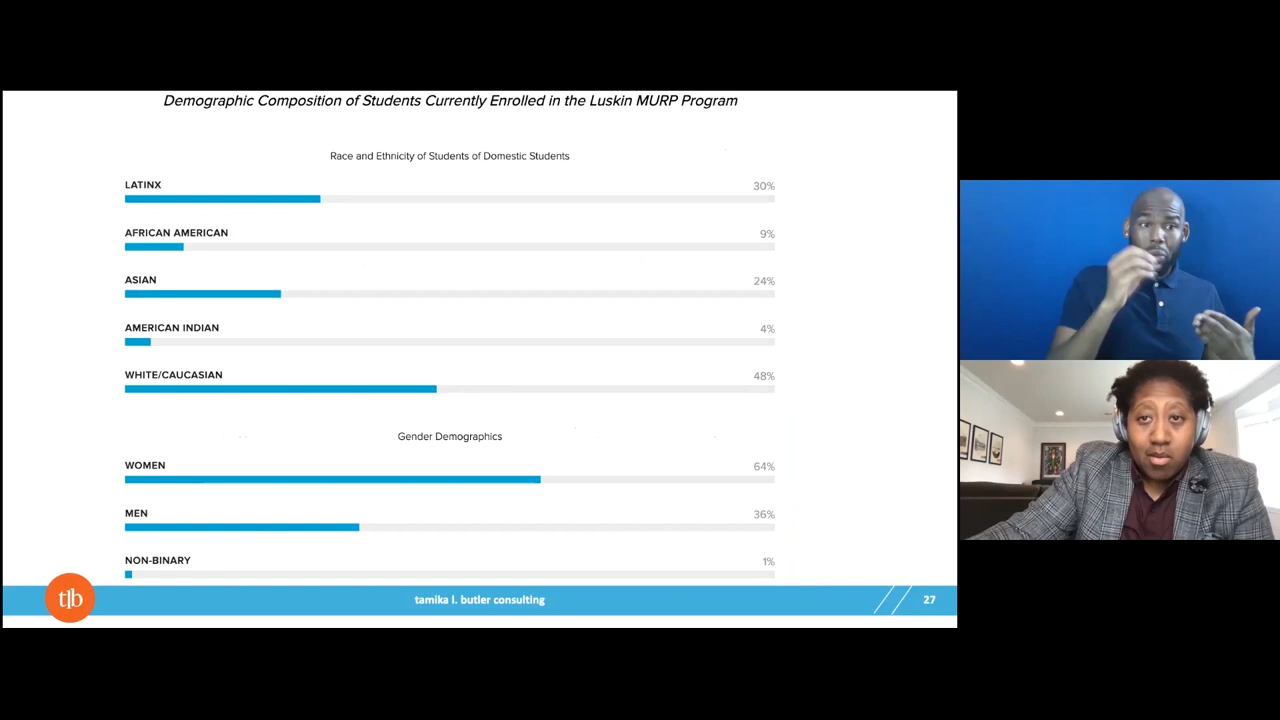 Demographic Composition of Students Currently Enrolled in the Luskin MURP Program
Race and Ethnicity of Students of Domestic Students
LATINX 30%
AFRICAN AMERICAN 9%
ASIAN 24%
AMERICAN INDIAN 4%
WHITE/CAUCASIAN 48%
Gender Demographics
WOMEN 64%
MEN 36%
NON-BINARY 1%
tlb tamika l. butler consulting 27